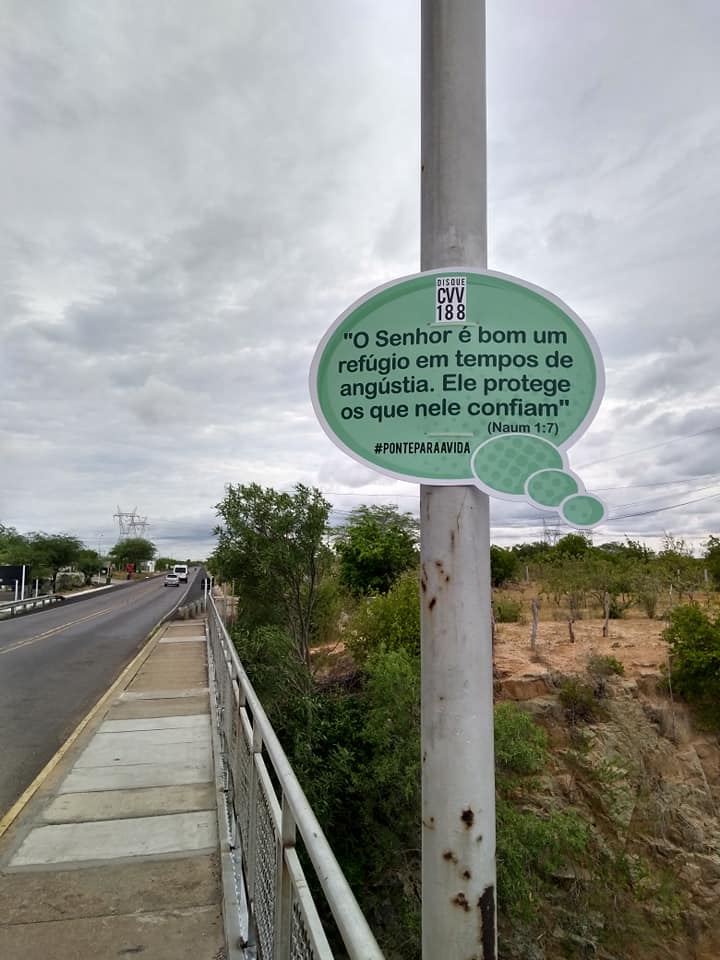 DISQUE
CVV
188
"O Senhor é bom um
refúgio em tempos de
angústia. Ele protege
os que nele confiam"
(Naum 1:7)
#PONTEPARAAVIDA